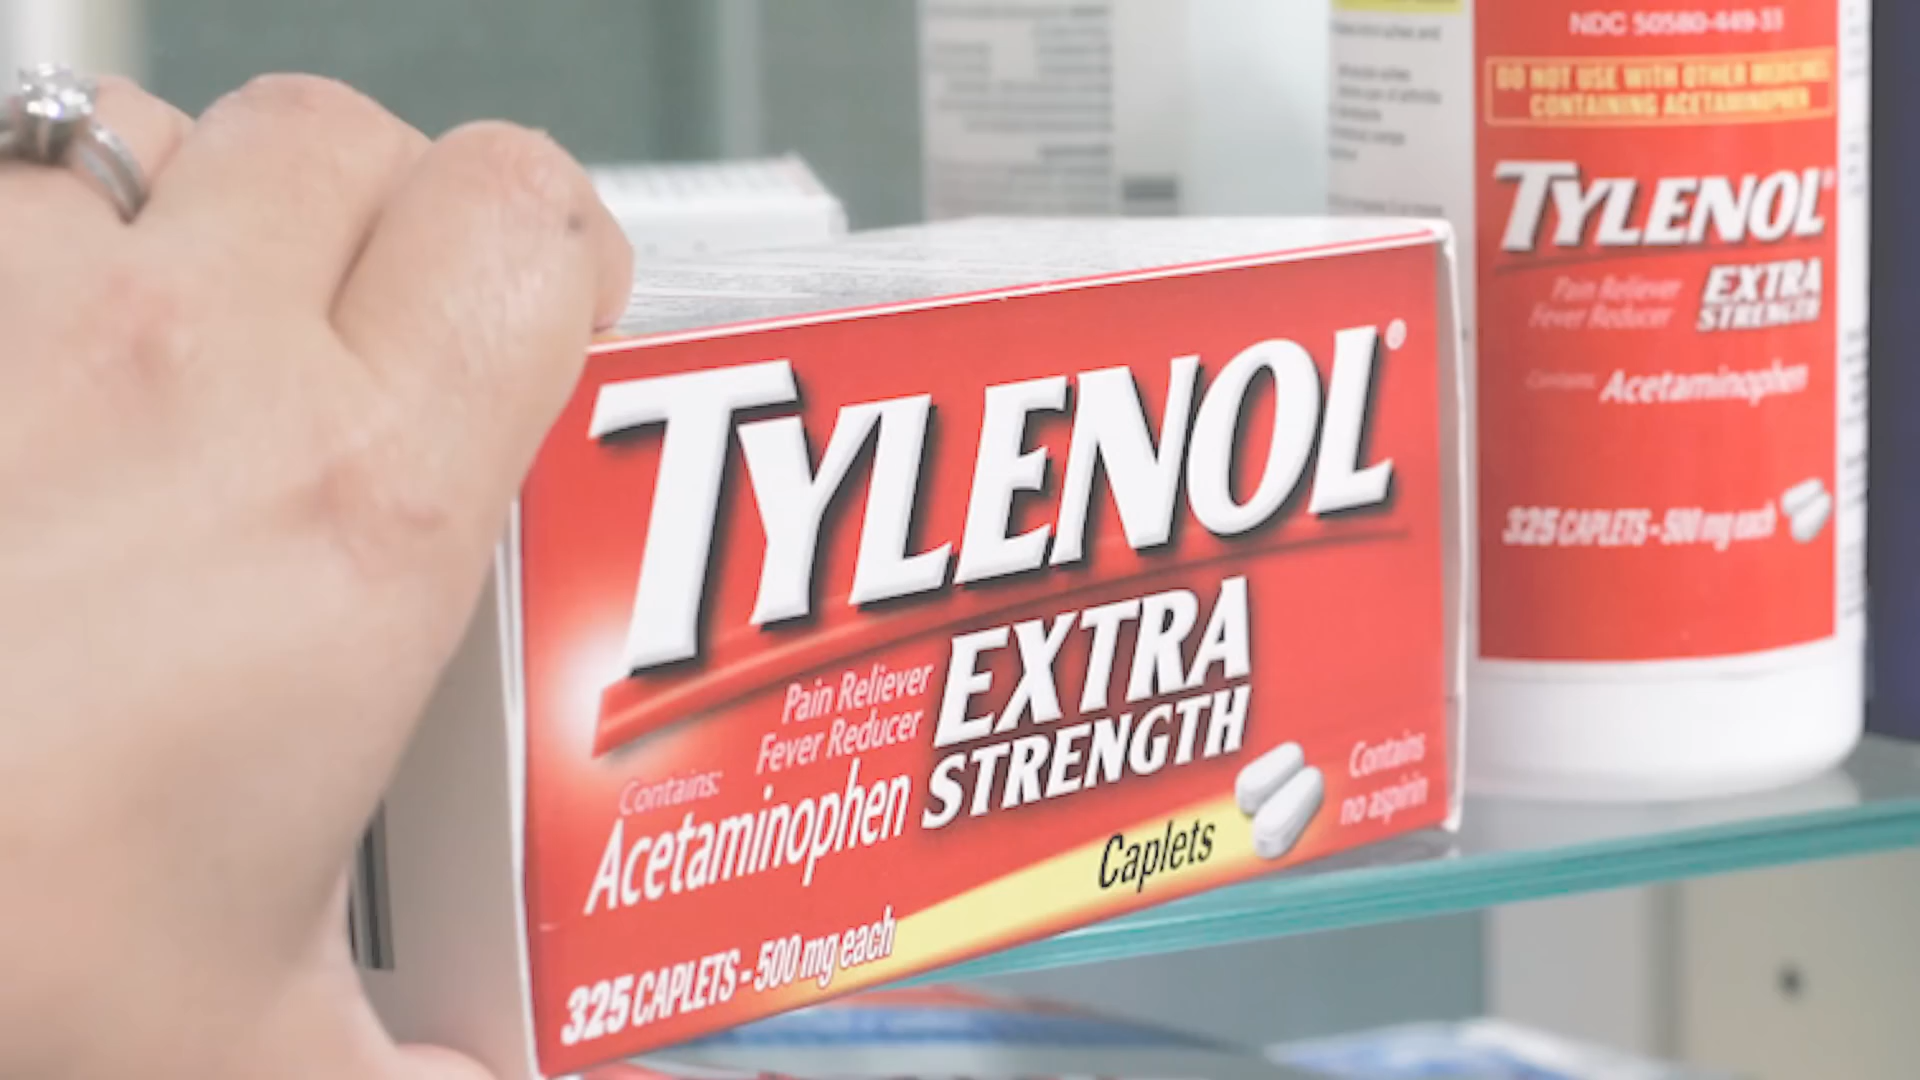 TYLENOL®
Pain Reliever
Fever Reducer
EXTRA
STRENGTH
Contains:
Acetaminophen
Caplets
Contains
no aspirin
325 CAPLETS - 500 mg each
NDC 50580-449-33
DO NOT USE WITH OTHER MEDICINES
CONTAINING ACETAMINOPHEN
TYLENOL®
Pain Reliever
Fever Reducer
EXTRA
STRENGTH
Contains: Acetaminophen
325 CAPLETS - 500 mg each